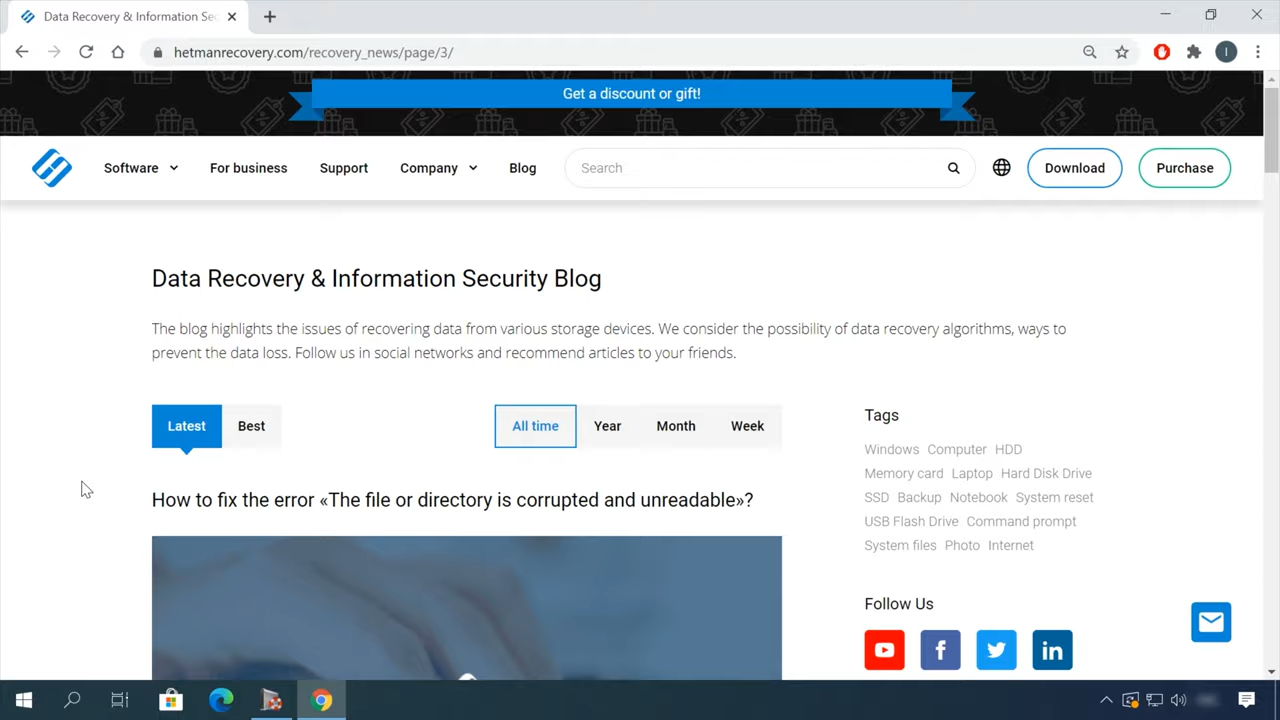 Data Recovery & Information Sec
hetmanrecovery.com/recovery_news/page/3/
I
Get a discount or gift!
Software
For business
Support
Company
Blog
Search
Download
Purchase
Data Recovery & Information Security Blog
The blog highlights the issues of recovering data from various storage devices. We consider the possibility of data recovery algorithms, ways to
prevent the data loss. Follow us in social networks and recommend articles to your friends.
Latest
Best
All time
Year
Month
Week
Tags
Windows Computer HDD
Memory card Laptop Hard Disk Drive
SSD Backup Notebook System reset
USB Flash Drive Command prompt
System files Photo Internet
How to fix the error «The file or directory is corrupted and unreadable»?
Follow Us